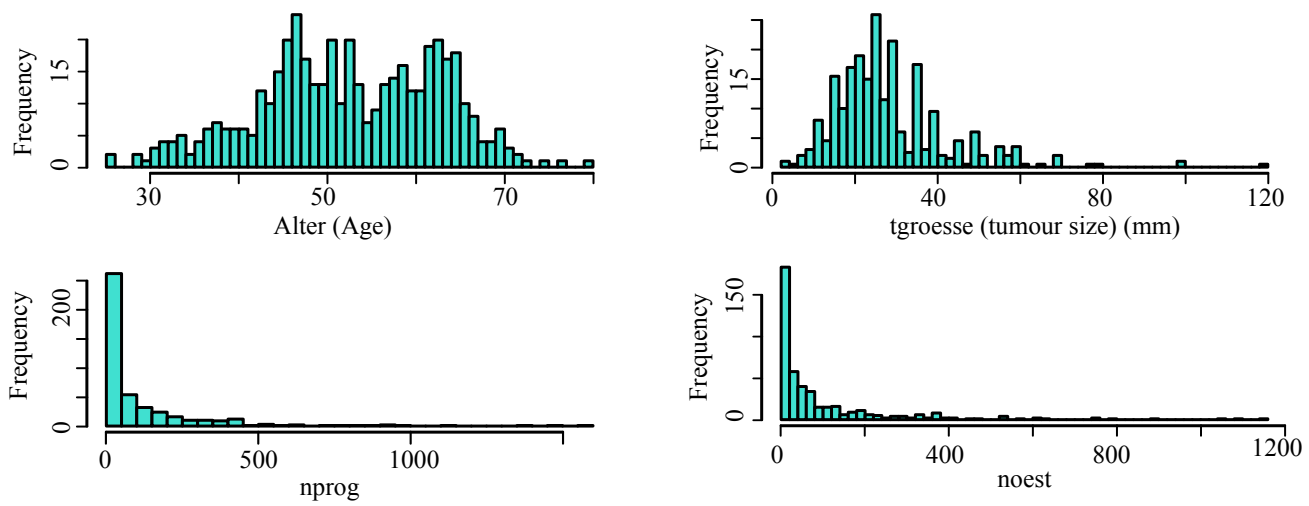 Frequency
0 15
30 50 70
Alter (Age)
Frequency
0 15
0 40 80 120
tgroesse (tumour size) (mm)
Frequency
0 200
0 500 1000
nprog
Frequency
0 150
0 400 800 1200
noest